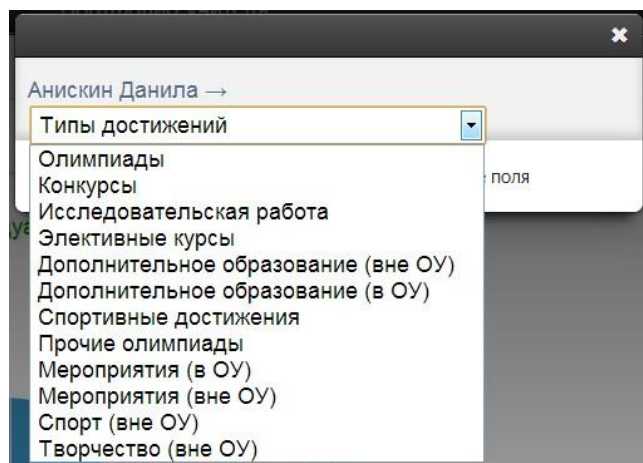 Анискин Данила →
Типы достижений
поля
Олимпиады
Конкурсы
Исследовательская работа
Элективные курсы
Дополнительное образование (вне ОУ)
Дополнительное образование (в ОУ)
Спортивные достижения
Прочие олимпиады
Мероприятия (в ОУ)
Мероприятия (вне ОУ)
Спорт (вне ОУ)
Творчество (вне ОУ)